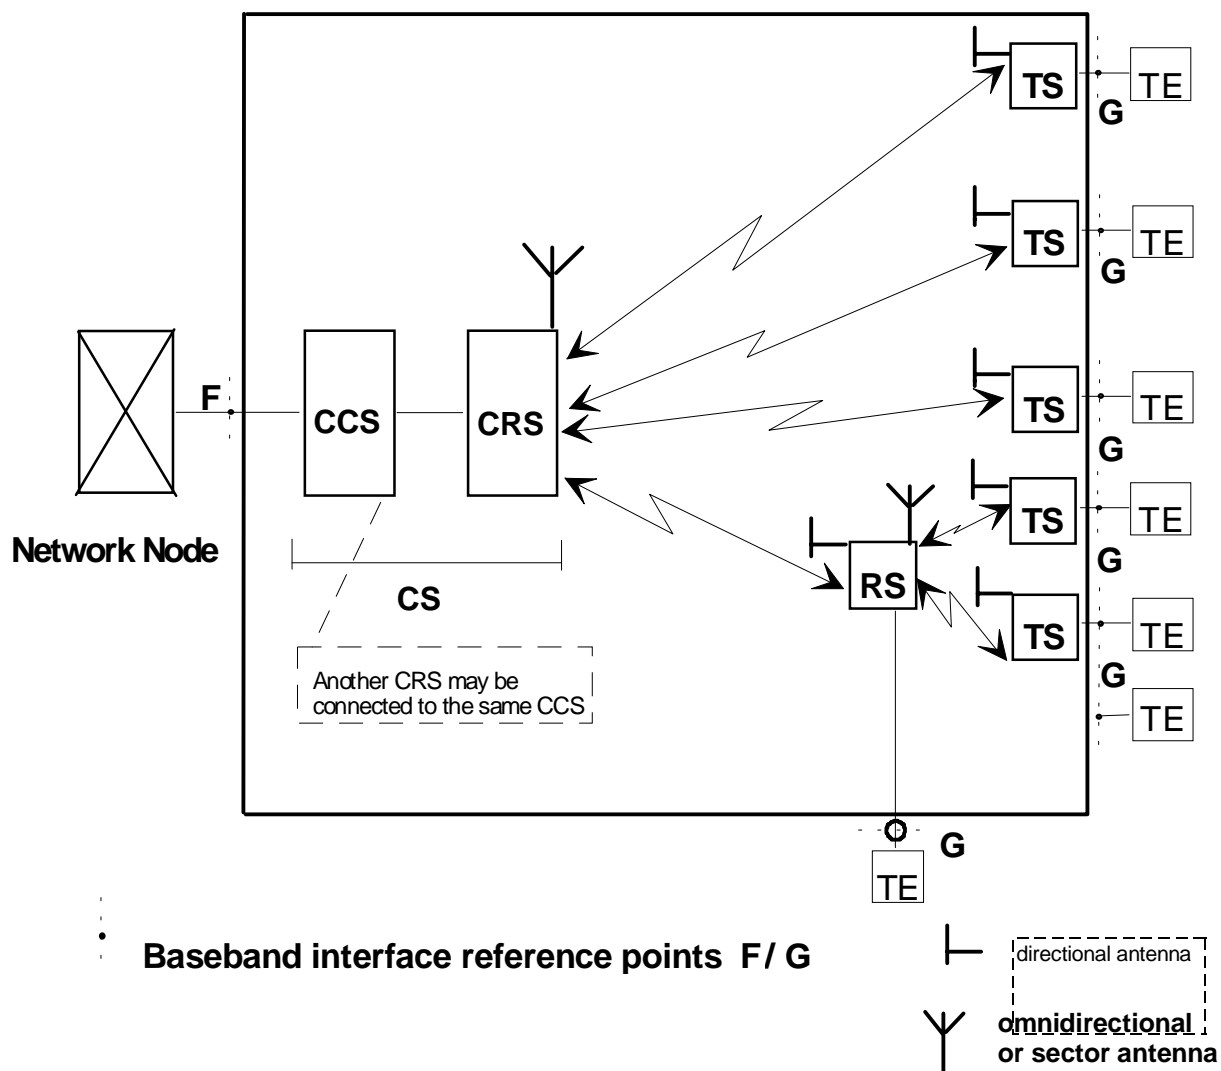 TS
TE
G
TS
TE
G
F
CCS
CRS
TS
TE
G
Network Node
TS
TE
G
CS
RS
TS
TE
G
Another CRS may be
connected to the same CCS
TE
G
TE
Baseband interface reference points F/ G
directional antenna
omnidirectional
or sector antenna